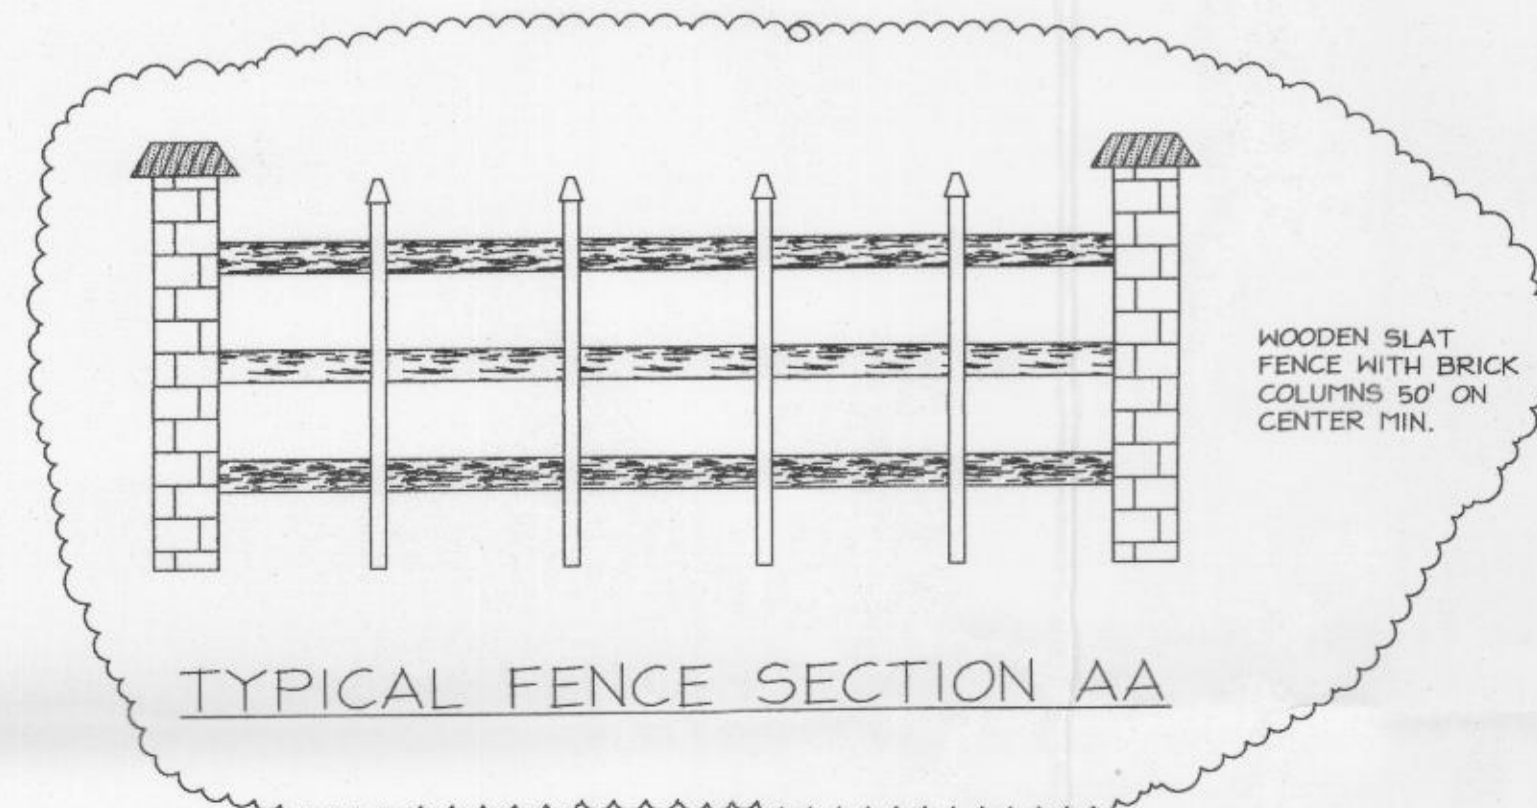 WOODEN SLAT
FENCE WITH BRICK
COLUMNS 50' ON
CENTER MIN.
TYPICAL FENCE SECTION AA